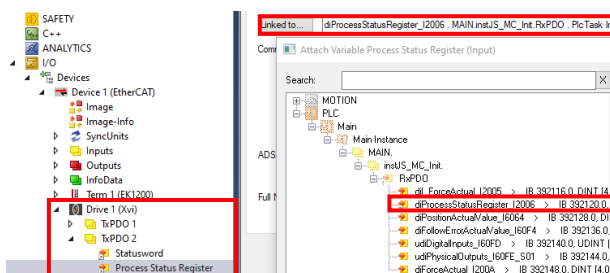 SAFETY
C++
ANALYTICS
I/O
Devices
Device 1 (EtherCAT)
Image
Image-Info
SyncUnits
Inputs
Outputs
InfoData
Term 1 (EK1200)
Drive 1 (Xvi)
TxPDO 1
TxPDO 2
Statusword
Process Status Register
Linked to...
diProcessStatusRegister_I2006 . MAIN.instJS_MC_Init.RxPDO . PlcTask In
Com
ADS
Full N
Attach Variable Process Status Register (Input)
Search:
X
MOTION
PLC
Main
Main Instance
MAIN.
instJS_MC_Init.
RxPDO
diI_ForceActual_I2005 > IB 392116.0, DINT [4
diProcessStatusRegister_I2006 > IB 392120.0,
diPositionActualValue_I6064 > IB 392128.0, DI
diFollowErrorActualValue_I60F4 > IB 392136.0,
udiDigitalInputs_I60FD > IB 392140.0, UDINT [
udiPhysicalOutputs_I60FE_S01 > IB 392144.0,
diForceActual_I200A > IB 392148.0, DINT [4.0